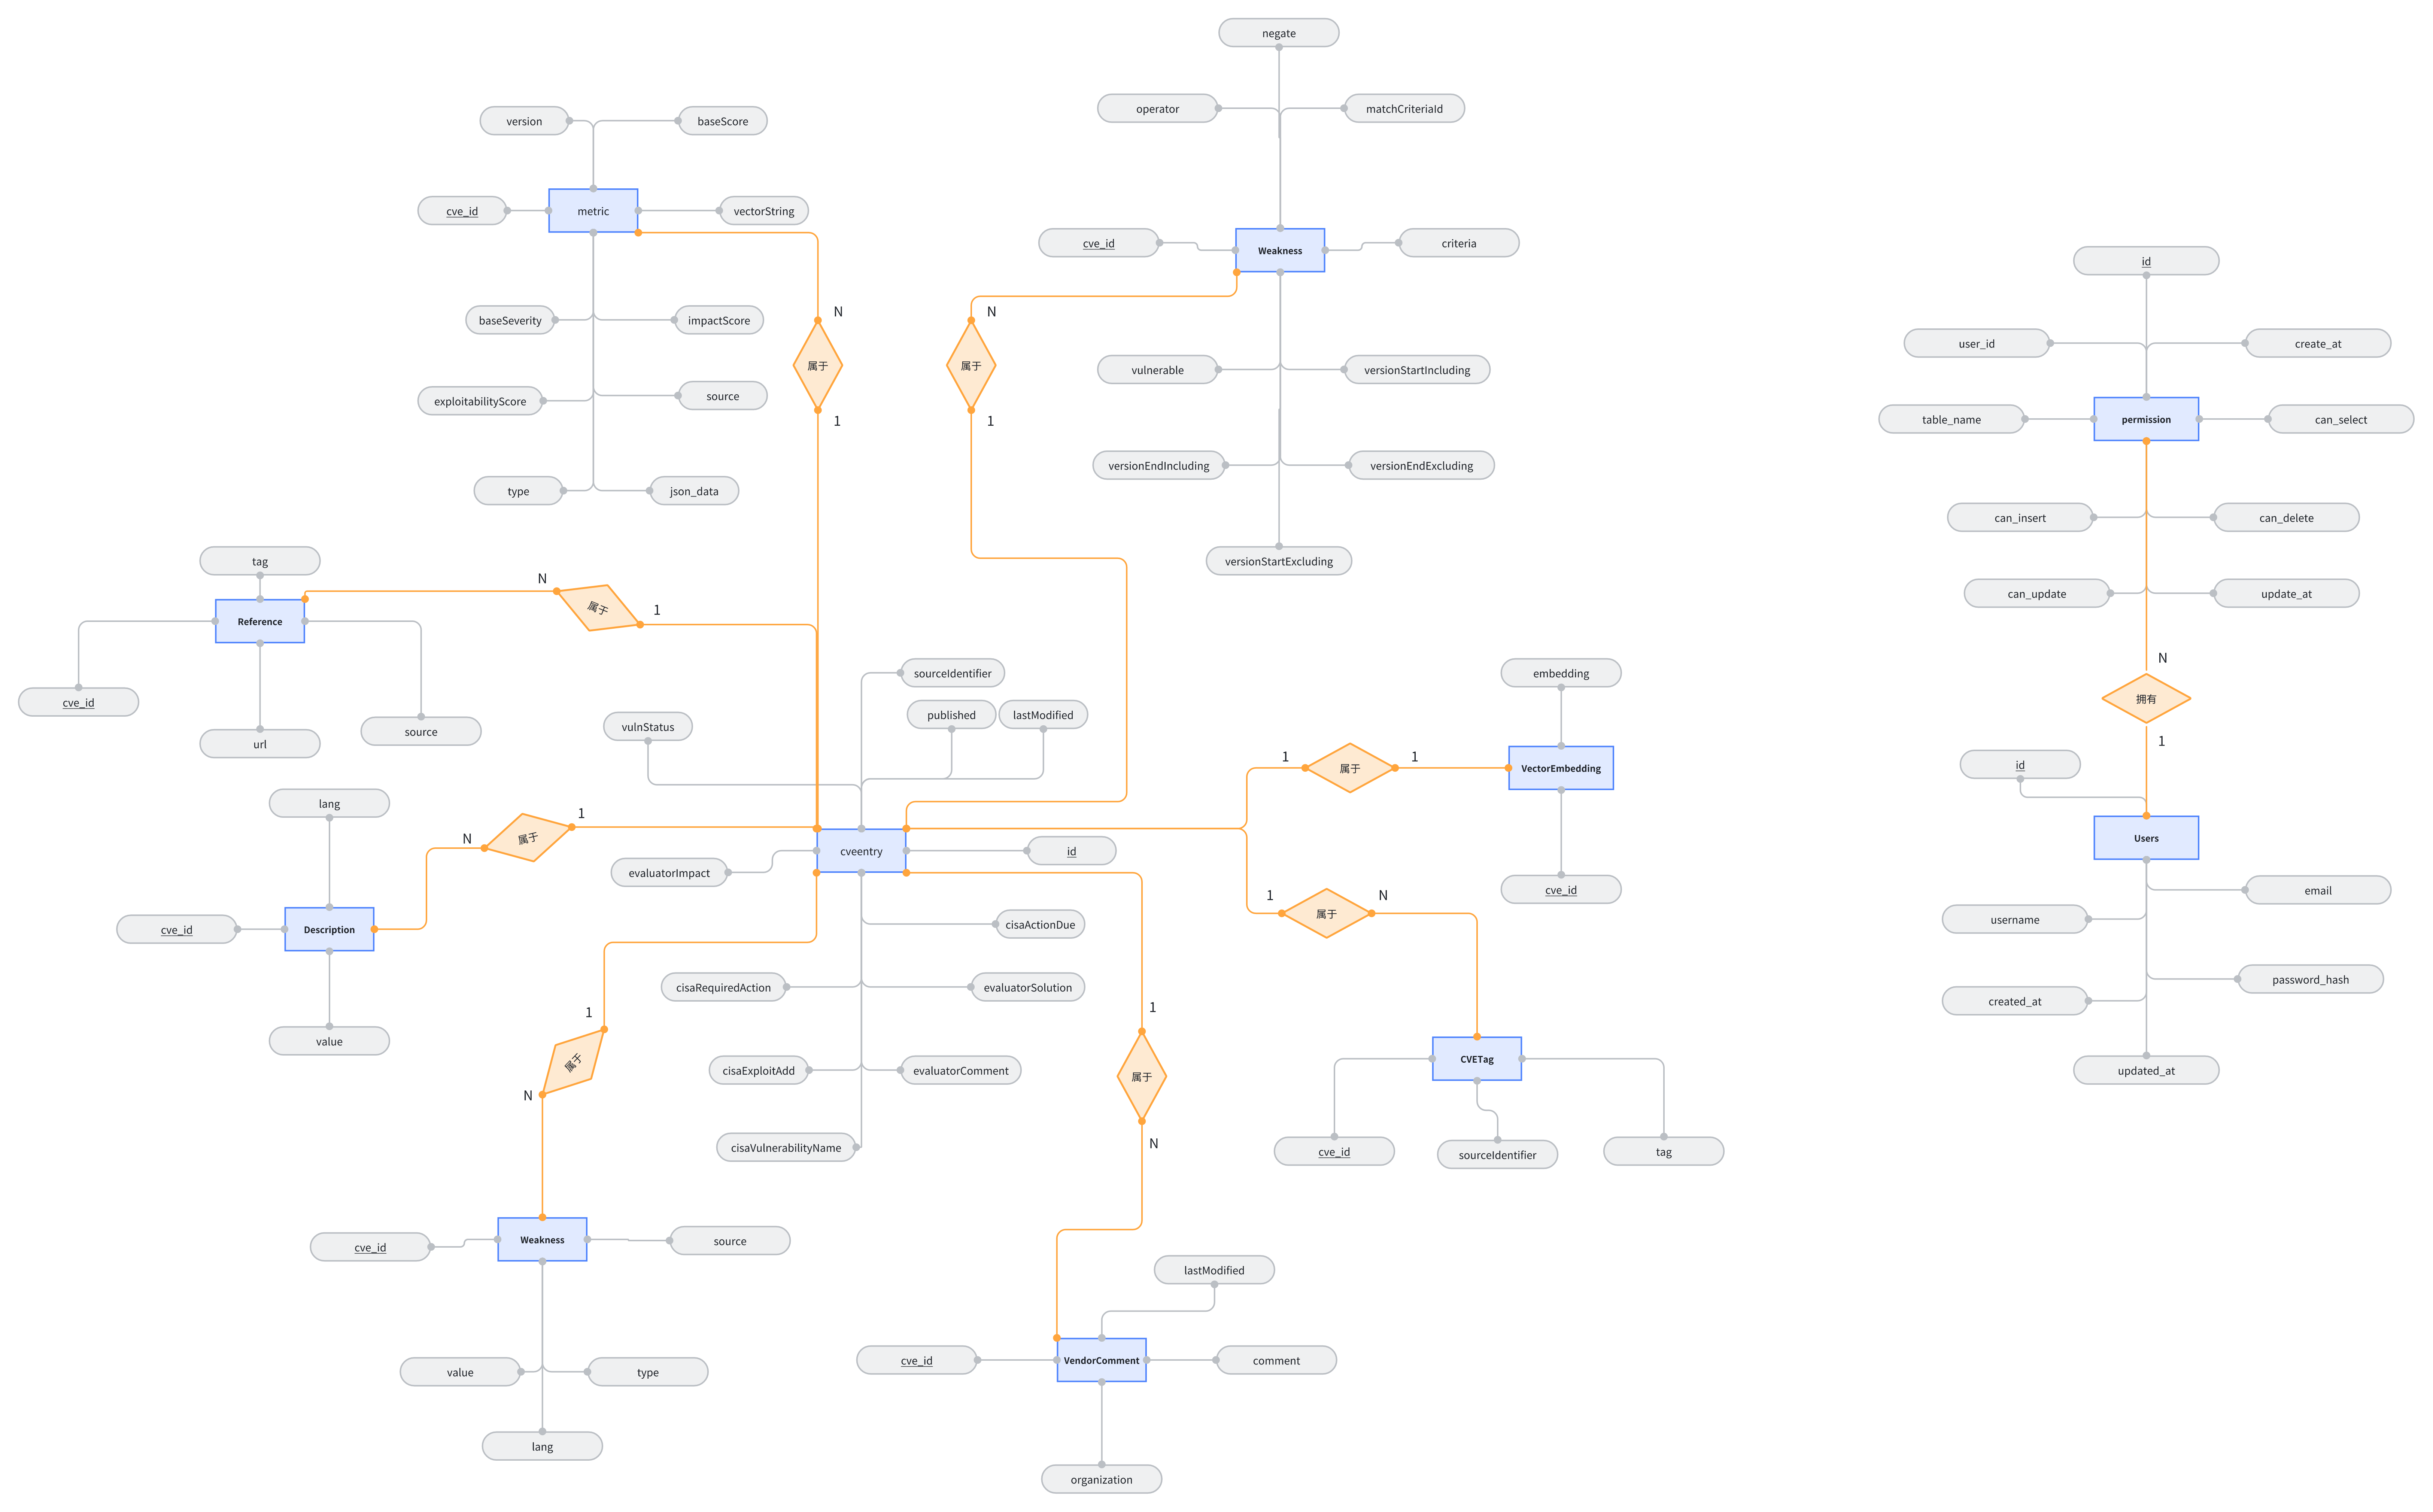 negate
operator
matchCriteriaId
version
baseScore
cve_id
metric
vectorString
cve_id
Weakness
criteria
id
N
N
baseSeverity
impactScore
user_id
create_at
属于
属于
vulnerable
versionStartIncluding
exploitabilityScore
source
1
1
table_name
permission
can_select
versionEndIncluding
versionEndExcluding
type
json_data
can_insert
can_delete
tag
versionStartExcluding
N
属于
1
can_update
update_at
Reference
N
sourceIdentifier
embedding
cve_id
拥有
published
lastModified
vulnStatus
source
url
1
1
属于
1
VectorEmbedding
id
lang
1
N
属于
Users
cveentry
id
evaluatorImpact
cve_id
email
1
属于
N
username
cisaActionDue
cve_id
Description
password_hash
cisaRequiredAction
evaluatorSolution
created_at
1
1
value
属于
CVETag
cisaExploitAdd
evaluatorComment
属于
updated_at
N
N
cisaVulnerabilityName
cve_id
sourceIdentifier
tag
cve_id
Weakness
source
lastModified
cve_id
VendorComment
comment
value
type
lang
organization